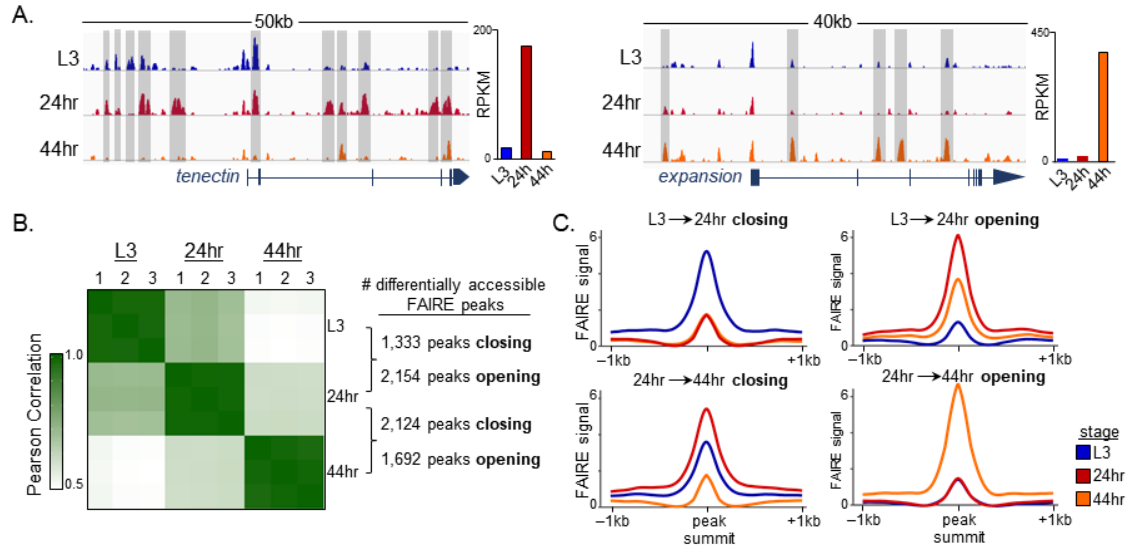 A.
50kb
L3
24hr
44hr
tenectin
200
RPKM
0
L3
24h
44h
40kb
L3
24hr
44hr
expansion
450
RPKM
0
L3
24h
44h
B.
L3 24hr 44hr
1 2 3 1 2 3 1 2 3
Pearson Correlation
1.0
0.5
L3
24hr
44hr
# differentially accessible
FAIRE peaks
1,333 peaks closing
2,154 peaks opening
2,124 peaks closing
1,692 peaks opening
C.
L3→24hr closing
FAIRE signal
6
0
−1kb +1kb
L3→24hr opening
FAIRE signal
6
0
−1kb +1kb
24hr→44hr closing
FAIRE signal
6
0
−1kb peak +1kb
summit
24hr→44hr opening
FAIRE signal
6
0
−1kb peak +1kb
summit
stage
L3
24hr
44hr